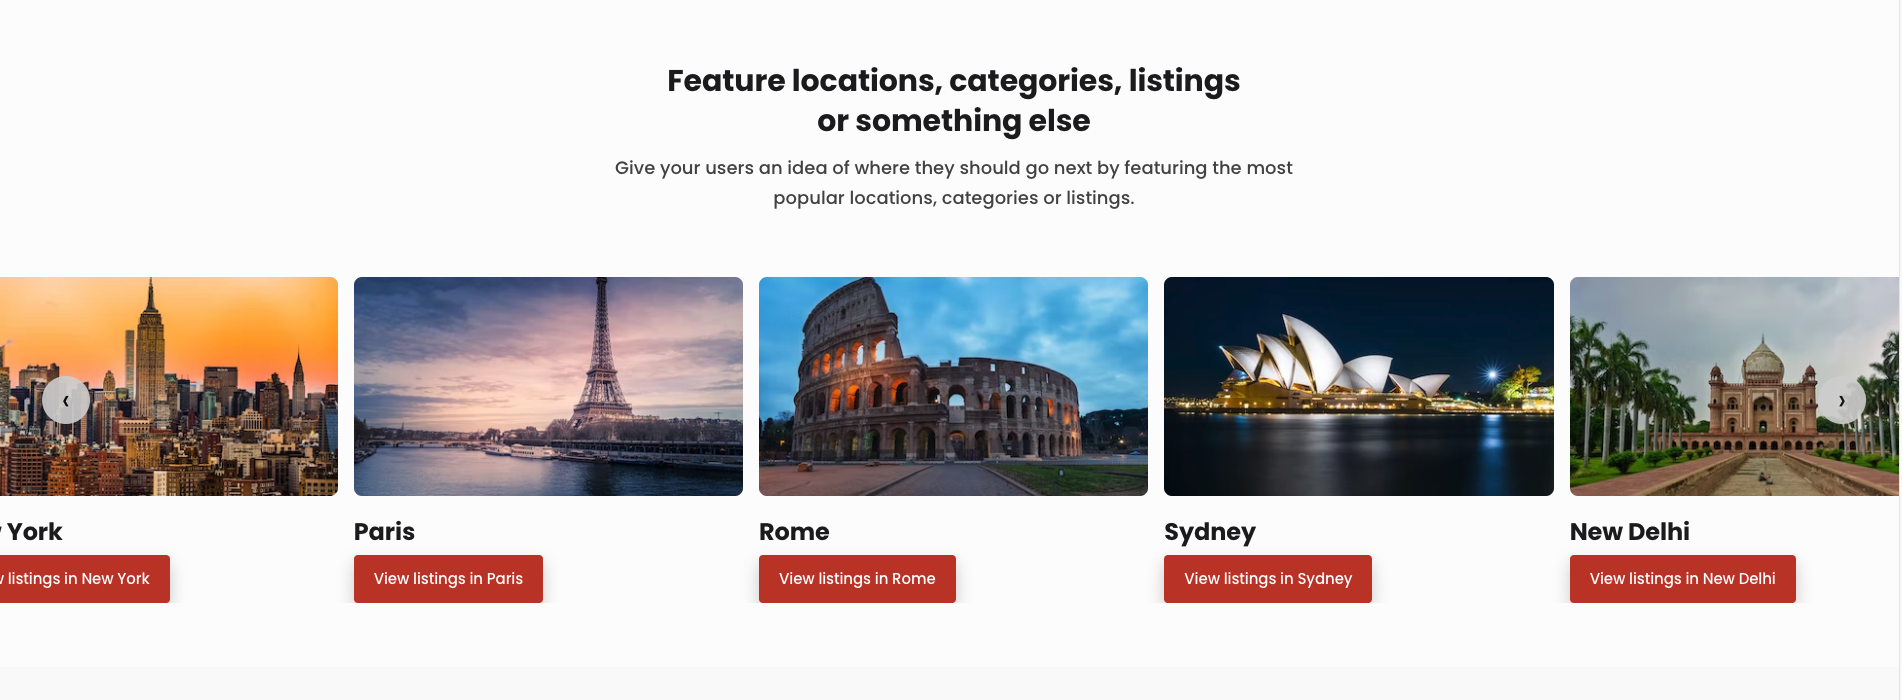 Feature locations, categories, listings
or something else
Give your users an idea of where they should go next by featuring the most
popular locations, categories or listings.
York
Paris
Rome
Sydney
New Delhi
listings in New York
View listings in Paris
View listings in Rome
View listings in Sydney
View listings in New Delhi